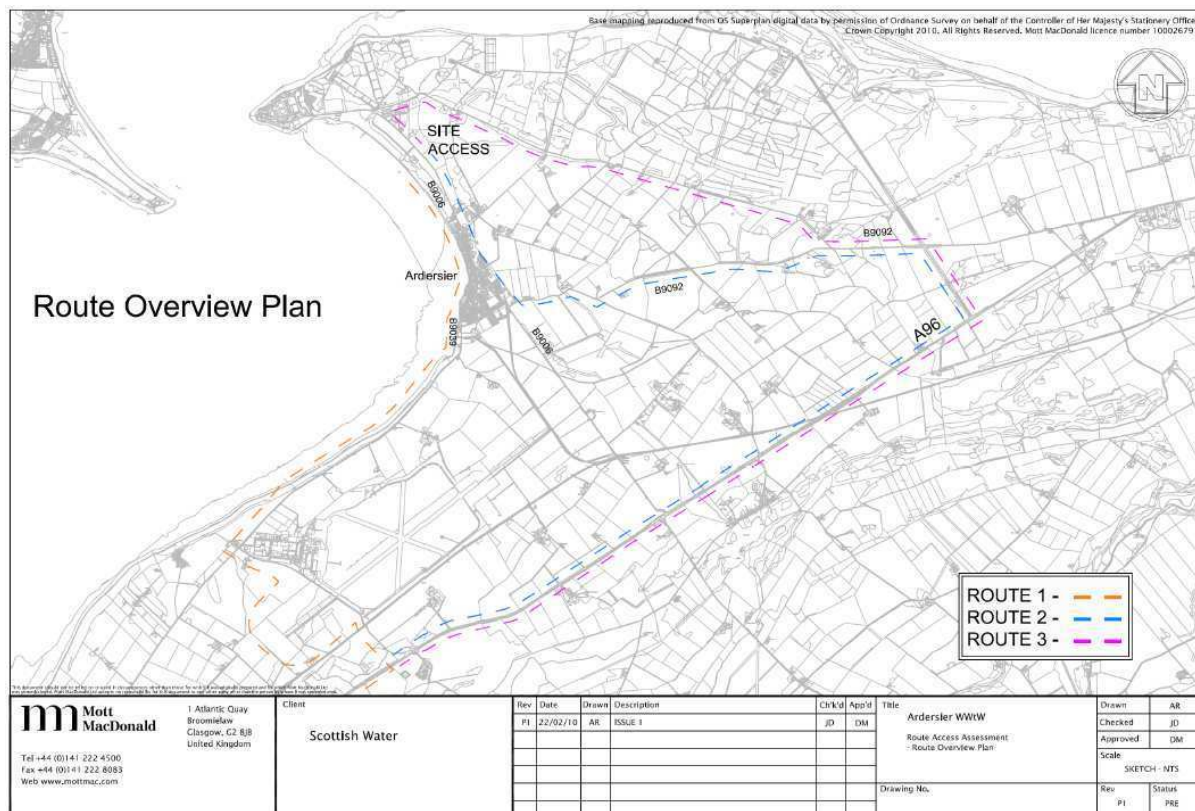 Base mapping reproduced from OS Superplan digital data by permission of Ordnance Survey on behalf of the Controller of Her Majesty's Stationery Office
Crown Copyright 2010. All Rights Reserved. Mott MacDonald licence number 10002679
N
SITE
ACCESS
B9006
Ardersier
B9092
B9092
B9039
B9006
A96
Route Overview Plan
ROUTE 1 -
ROUTE 2 -
ROUTE 3 -
Mott
MacDonald
1 Atlantic Quay
Broomielaw
Glasgow, G2 8JB
United Kingdom
Tel +44 (0)141 222 4500
Fax +44 (0)141 222 8083
Web www.mottmac.com
Client
Scottish Water
Rev Date Drawn Description Ch'k'd App'd
P1 22/02/10 AR ISSUE 1 JD DM
Title
Ardersier WWtW
Route Access Assessment
- Route Overview Plan
Drawing No.
Drawn AR
Checked JD
Approved DM
Scale
SKETCH - NTS
Rev Status
P1 PRE